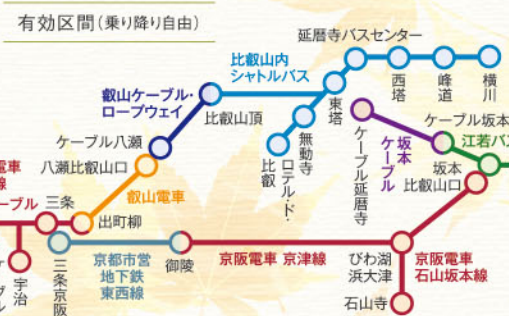 有効区間(乗り降り自由)
延暦寺バスセンター
比叡山内
シャトルバス
西塔
峰道
横川
叡山ケーブル・
ロープウェイ
比叡山頂
東塔
無動寺
ロテル・ド・
比叡
ケーブル延暦寺
坂本
ケーブル
ケーブル坂本
江若バス
坂本
比叡山口
ケーブル八瀬
八瀬比叡山口
叡山電車
電車
線
ーブル
三条
出町柳
宇治
三条京阪
京都市営
地下鉄
東西線
御陵
京阪電車 京津線
びわ湖
浜大津
京阪電車
石山坂本線
石山寺